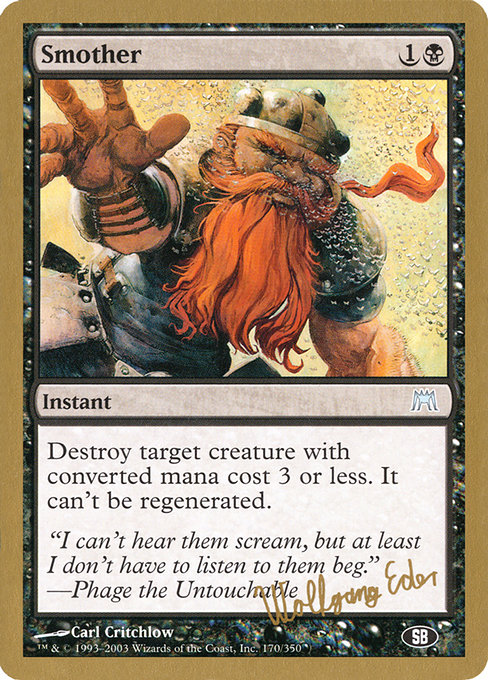 Smother 1
Instant
Destroy target creature with
converted mana cost 3 or less. It
can't be regenerated.
“I can't hear them scream, but at least
I don't have to listen to them beg.”
—Phage the Untouchable
Wolfgang Eder
Carl Critchlow
SB
™ & © 1993–2003 Wizards of the Coast, Inc. 170/350